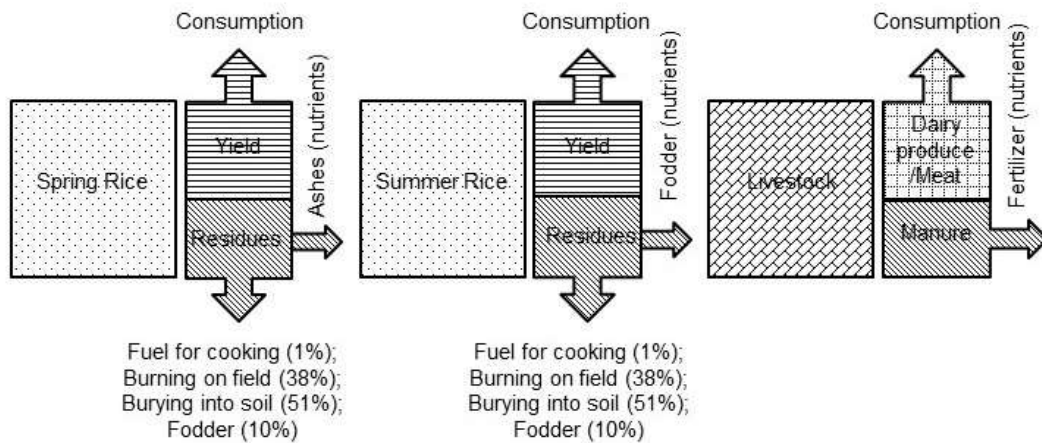 Consumption
Spring Rice
Yield
Residues
Ashes (nutrients)
Fuel for cooking (1%);
Burning on field (38%);
Burying into soil (51%);
Fodder (10%)
Consumption
Summer Rice
Yield
Residues
Fodder (nutrients)
Fuel for cooking (1%);
Burning on field (38%);
Burying into soil (51%);
Fodder (10%)
Consumption
Livestock
Dairy
produce
/Meat
Manure
Fertilizer (nutrients)